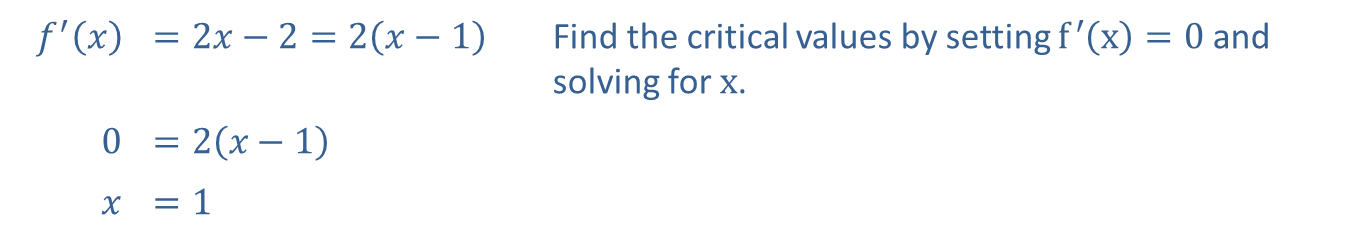 f′(x) = 2x − 2 = 2(x − 1) Find the critical values by setting f′(x) = 0 and
solving for x.
0 = 2(x − 1)
x = 1